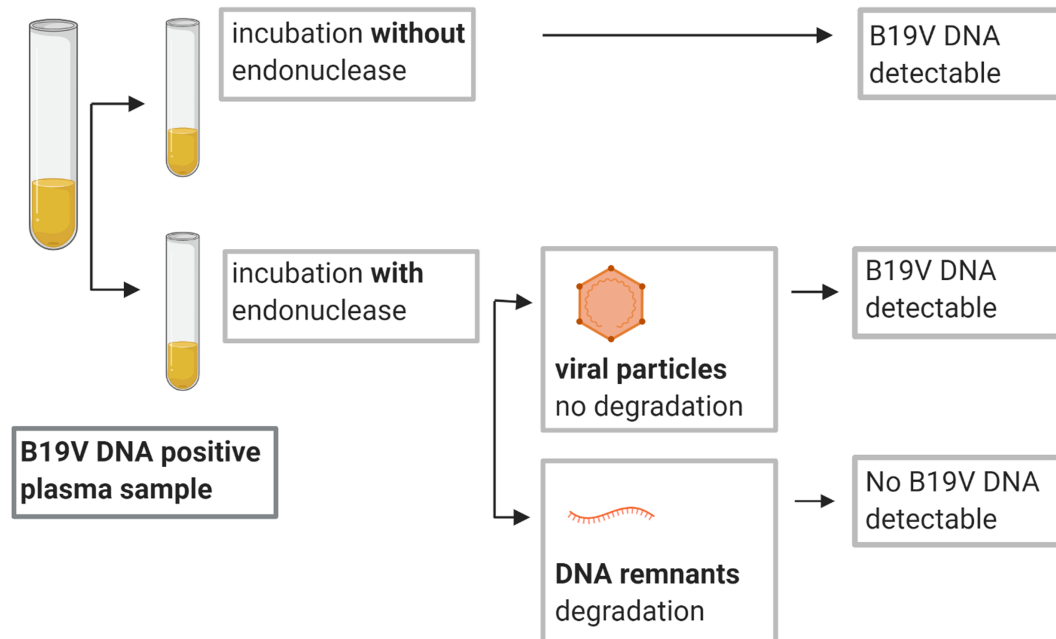 incubation without
endonuclease
B19V DNA
detectable
incubation with
endonuclease
viral particles
no degradation
B19V DNA
detectable
B19V DNA positive
plasma sample
DNA remnants
degradation
No B19V DNA
detectable